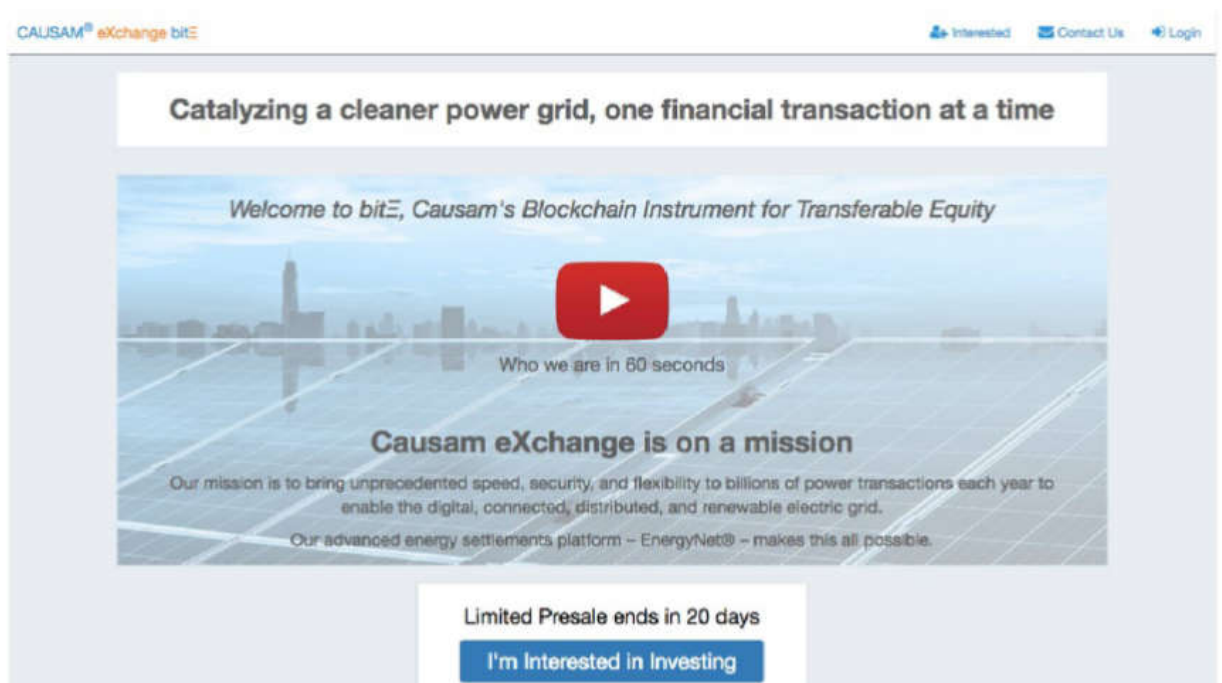 CAUSAM® eXchange bitΞ
Interested
Contact Us
Login
Catalyzing a cleaner power grid, one financial transaction at a time
Welcome to bitΞ, Causam's Blockchain Instrument for Transferable Equity
Who we are in 60 seconds
Causam eXchange is on a mission
Our mission is to bring unprecedented speed, security, and flexibility to billions of power transactions each year to
enable the digital, connected, distributed, and renewable electric grid.
Our advanced energy settlements platform – EnergyNet® – makes this all possible.
Limited Presale ends in 20 days
I'm Interested in Investing